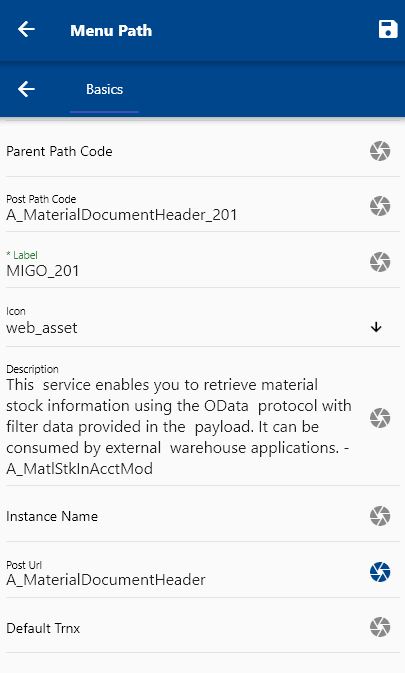 Menu Path
Basics
Parent Path Code
Post Path Code
A_MaterialDocumentHeader_201
* Label
MIGO_201
Icon
web_asset
Description
This  service enables you to retrieve material
stock information using the OData  protocol with
filter data provided in the  payload. It can be
consumed by external  warehouse applications. -
A_MatlStkInAcctMod
Instance Name
Post Url
A_MaterialDocumentHeader
Default Trnx